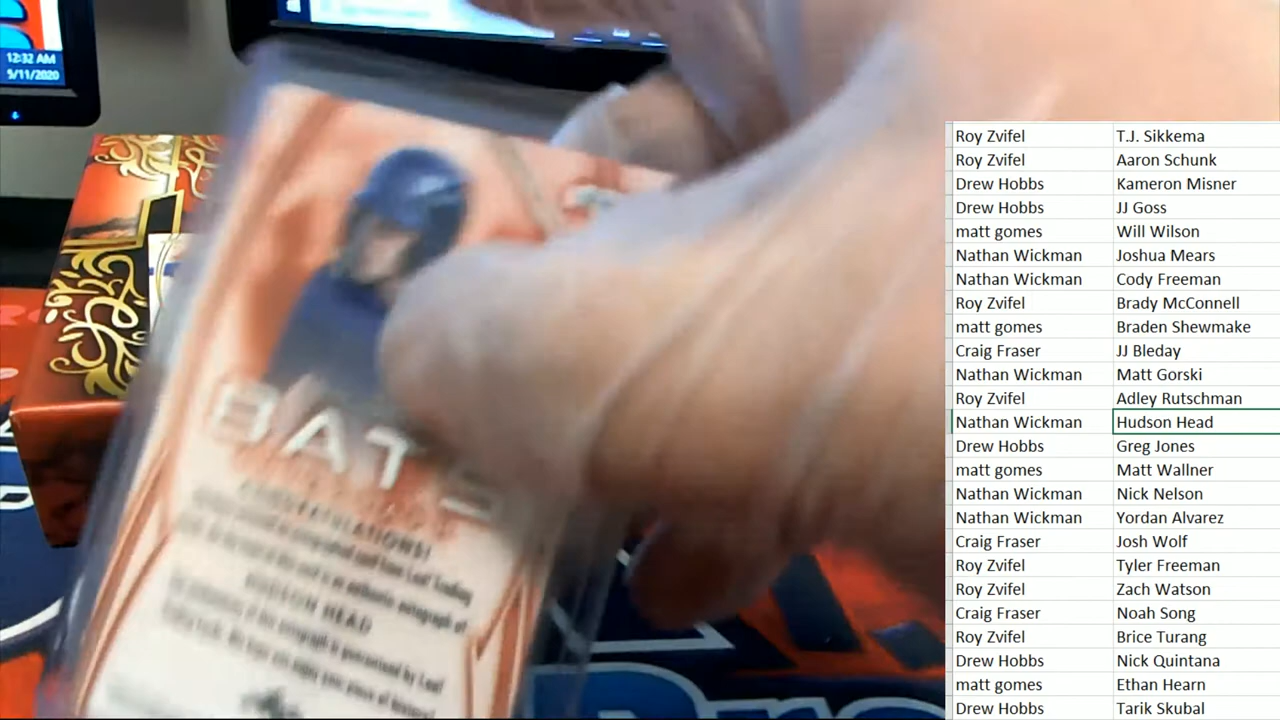 12:32 AM
5/11/2020
BAT
CONGRATULATIONS!
HUDSON HEAD
Roy Zvifel T.J. Sikkema
Roy Zvifel Aaron Schunk
Drew Hobbs Kameron Misner
Drew Hobbs JJ Goss
matt gomes Will Wilson
Nathan Wickman Joshua Mears
Nathan Wickman Cody Freeman
Roy Zvifel Brady McConnell
matt gomes Braden Shewmake
Craig Fraser JJ Bleday
Nathan Wickman Matt Gorski
Roy Zvifel Adley Rutschman
Nathan Wickman Hudson Head
Drew Hobbs Greg Jones
matt gomes Matt Wallner
Nathan Wickman Nick Nelson
Nathan Wickman Yordan Alvarez
Craig Fraser Josh Wolf
Roy Zvifel Tyler Freeman
Roy Zvifel Zach Watson
Craig Fraser Noah Song
Roy Zvifel Brice Turang
Drew Hobbs Nick Quintana
matt gomes Ethan Hearn
Drew Hobbs Tarik Skubal